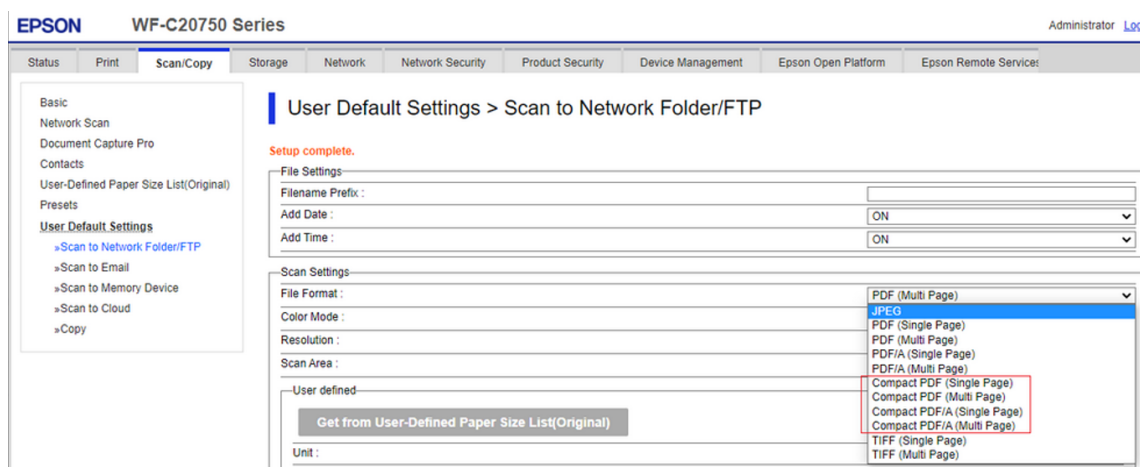 EPSON WF-C20750 Series
Administrator
Status Print Scan/Copy Storage Network Network Security Product Security Device Management Epson Open Platform Epson Remote Services
Basic
Network Scan
Document Capture Pro
Contacts
User-Defined Paper Size List(Original)
Presets
User Default Settings
»Scan to Network Folder/FTP
»Scan to Email
»Scan to Memory Device
»Scan to Cloud
»Copy
User Default Settings > Scan to Network Folder/FTP
Setup complete.
File Settings
Filename Prefix :
Add Date : ON
Add Time : ON
Scan Settings
File Format : PDF (Multi Page)
Color Mode :
Resolution :
Scan Area :
JPEG
PDF (Single Page)
PDF (Multi Page)
PDF/A (Single Page)
PDF/A (Multi Page)
Compact PDF (Single Page)
Compact PDF (Multi Page)
Compact PDF/A (Single Page)
Compact PDF/A (Multi Page)
TIFF (Single Page)
TIFF (Multi Page)
User defined
Get from User-Defined Paper Size List(Original)
Unit :